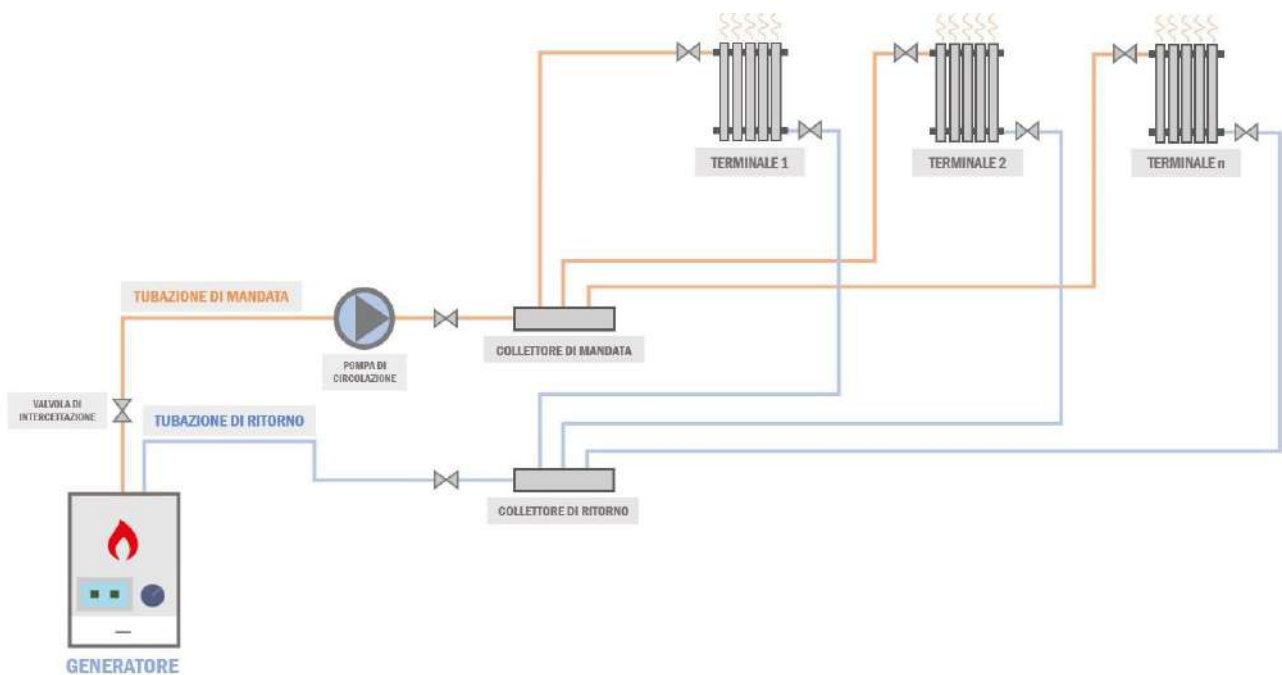 TERMINALE 1
TERMINALE 2
TERMINALE n
TUBAZIONE DI MANDATA
POMPA DI
CIRCOLAZIONE
COLLETTORE DI MANDATA
VALVOLA DI
INTERCETTAZIONE
TUBAZIONE DI RITORNO
COLLETTORE DI RITORNO
GENERATORE